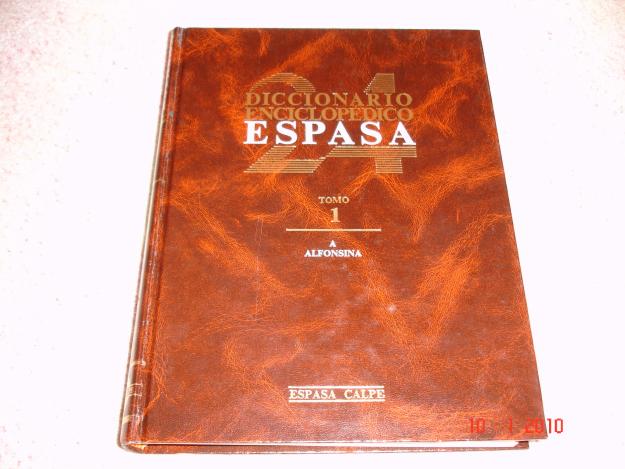 24
DICCIONARIO
ENCICLOPEDICO
ESPASA
TOMO
1
A
ALFONSINA
ESPASA CALPE
10 1 2010